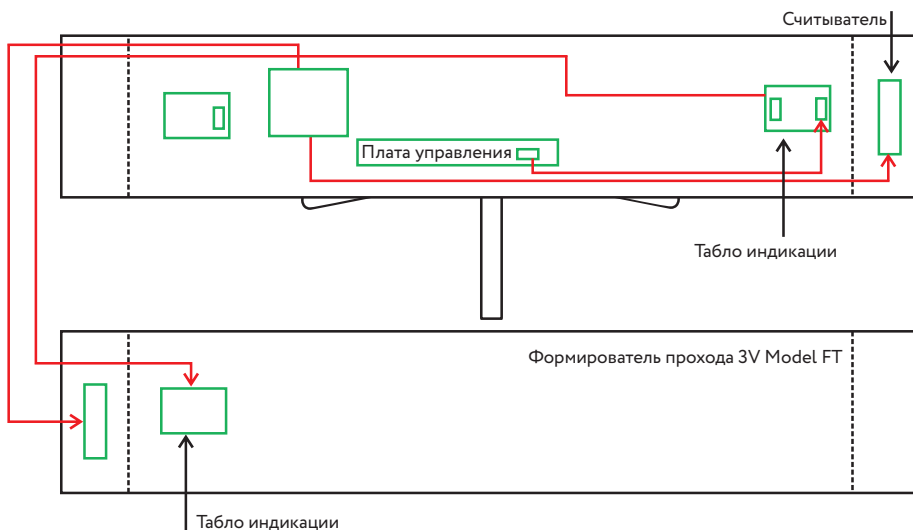 Считыватель
Плата управления
Табло индикации
Формирователь прохода 3V Model FT
Табло индикации